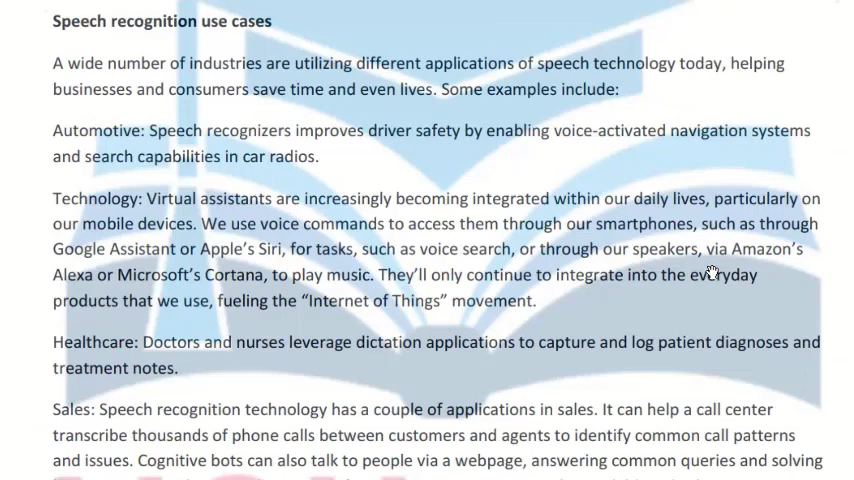 Speech recognition use cases
A wide number of industries are utilizing different applications of speech technology today, helping
businesses and consumers save time and even lives. Some examples include:
Automotive: Speech recognizers improves driver safety by enabling voice-activated navigation systems
and search capabilities in car radios.
Technology: Virtual assistants are increasingly becoming integrated within our daily lives, particularly on
our mobile devices. We use voice commands to access them through our smartphones, such as through
Google Assistant or Apple’s Siri, for tasks, such as voice search, or through our speakers, via Amazon’s
Alexa or Microsoft’s Cortana, to play music. They’ll only continue to integrate into the everyday
products that we use, fueling the “Internet of Things” movement.
Healthcare: Doctors and nurses leverage dictation applications to capture and log patient diagnoses and
treatment notes.
Sales: Speech recognition technology has a couple of applications in sales. It can help a call center
transcribe thousands of phone calls between customers and agents to identify common call patterns
and issues. Cognitive bots can also talk to people via a webpage, answering common queries and solving